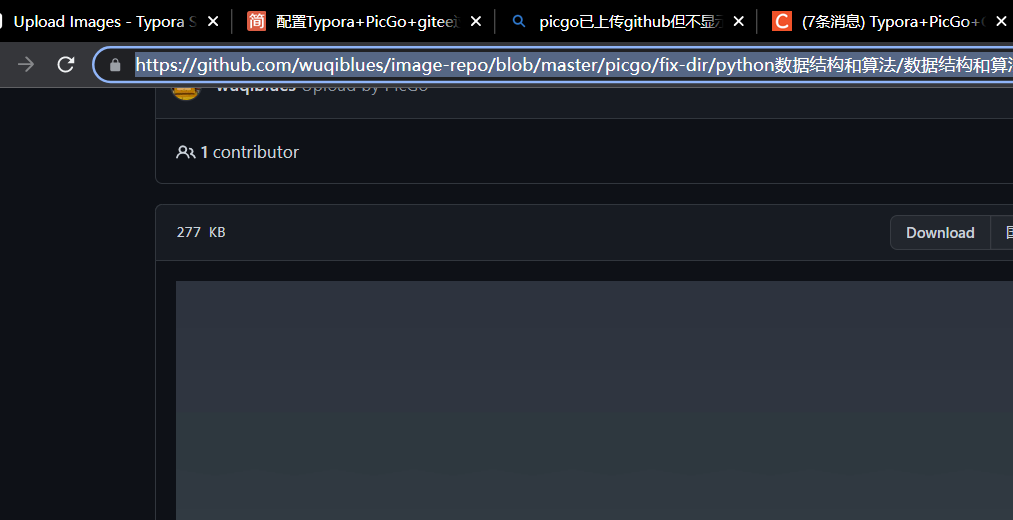 Upload Images - Typora
配置Typora+PicGo+gitee
picgo已上传github但不显示
(7条消息) Typora+PicGo+
https://github.com/wuqiblues/image-repo/blob/master/picgo/fix-dir/python数据结构和算法/数据结构和算法
wuqiblues Upload by PicGo
1 contributor
277 KB
Download